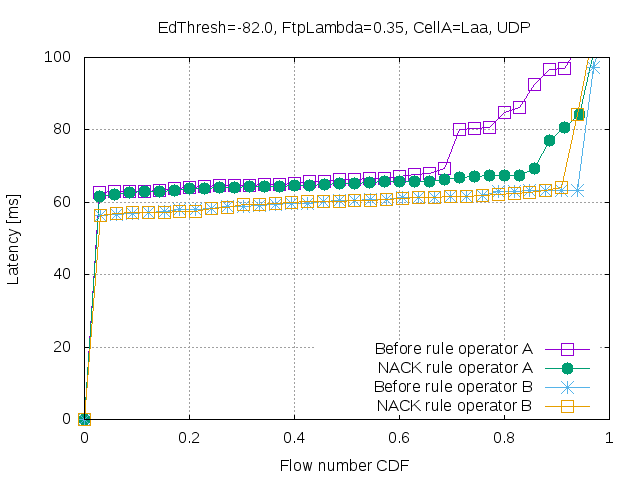 EdThresh=-82.0, FtpLambda=0.35, CellA=Laa, UDP
100
80
60
40
20
0
Latency [ms]
Before rule operator A
NACK rule operator A
Before rule operator B
NACK rule operator B
0 0.2 0.4 0.6 0.8 1
Flow number CDF